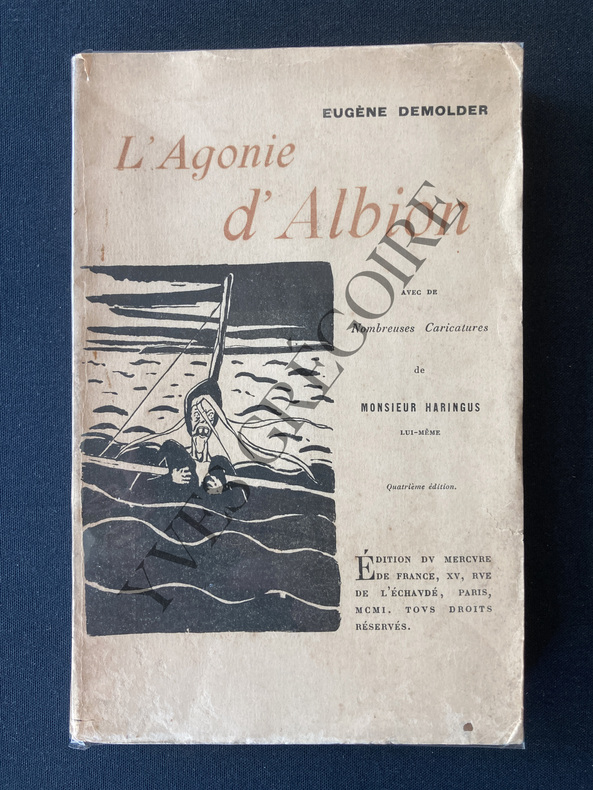 EUGÈNE DEMOLDER
L'Agonie
d'Albion
AVEC DE
Nombreuses Caricatures
de
MONSIEUR HARINGUS
LUI-MÊME
Quatrième édition.
ÉDITION DV MERCVRE
DE FRANCE, XV, RVE
DE L'ÉCHAVDÉ, PARIS,
MCMI. TOVS DROITS
RÉSERVÉS.
YVES GRÉGOIRE